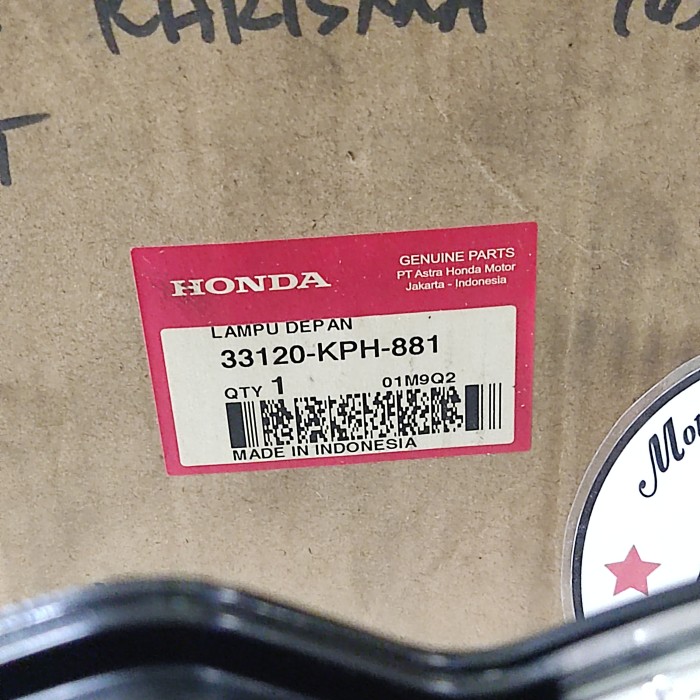 KARISMA
T
HONDA
GENUINE PARTS
PT Astra Honda Motor
Jakarta - Indonesia
LAMPU DEPAN
33120-KPH-881
QTY 1
01M9Q2
MADE IN INDONESIA